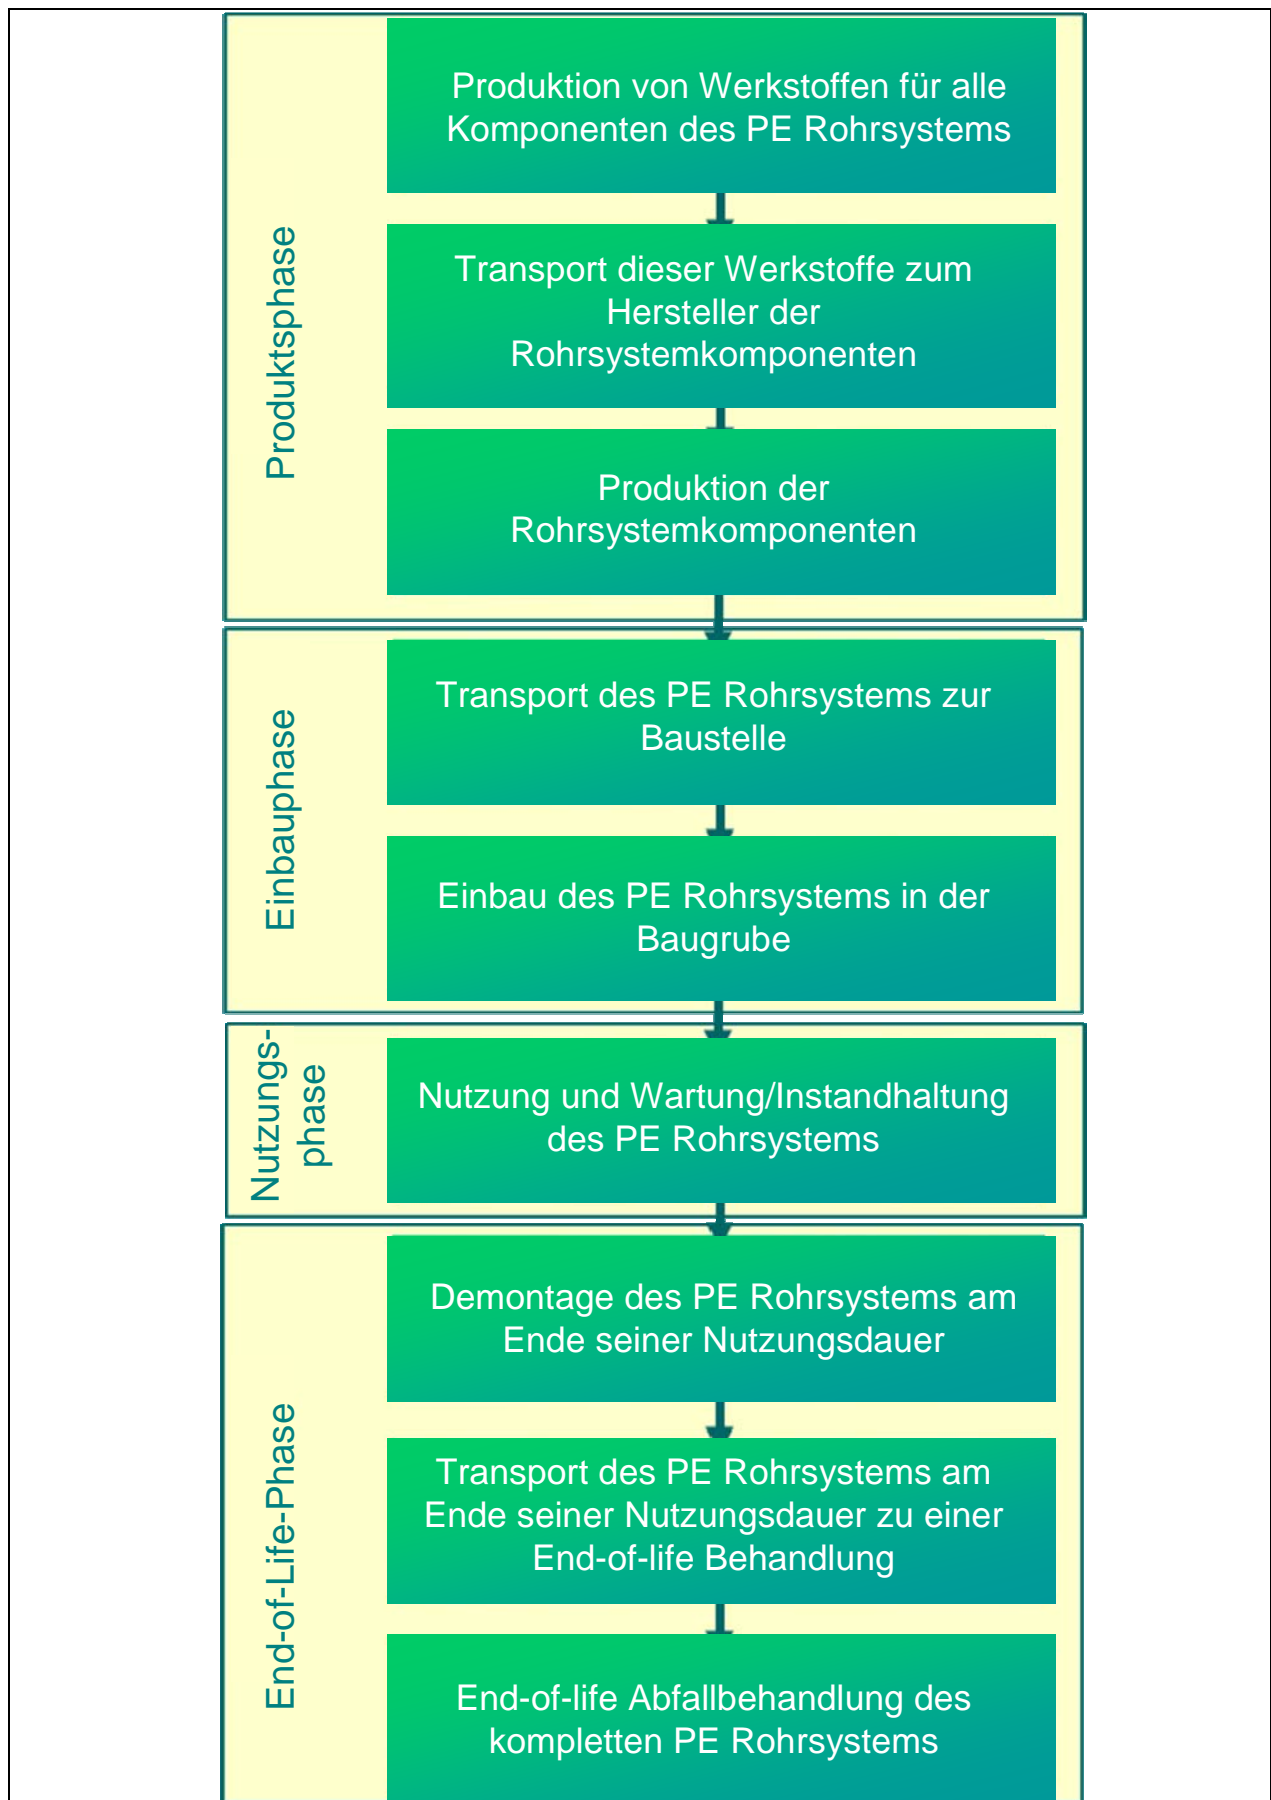 Produktsphase
Produktion von Werkstoffen für alle
Komponenten des PE Rohrsystems
Transport dieser Werkstoffe zum
Hersteller der
Rohrsystemkomponenten
Produktion der
Rohrsystemkomponenten
Einbauphase
Transport des PE Rohrsystems zur
Baustelle
Einbau des PE Rohrsystems in der
Baugrube
Nutzungs-
phase
Nutzung und Wartung/Instandhaltung
des PE Rohrsystems
End-of-Life-Phase
Demontage des PE Rohrsystems am
Ende seiner Nutzungsdauer
Transport des PE Rohrsystems am
Ende seiner Nutzungsdauer zu einer
End-of-life Behandlung
End-of-life Abfallbehandlung des
kompletten PE Rohrsystems